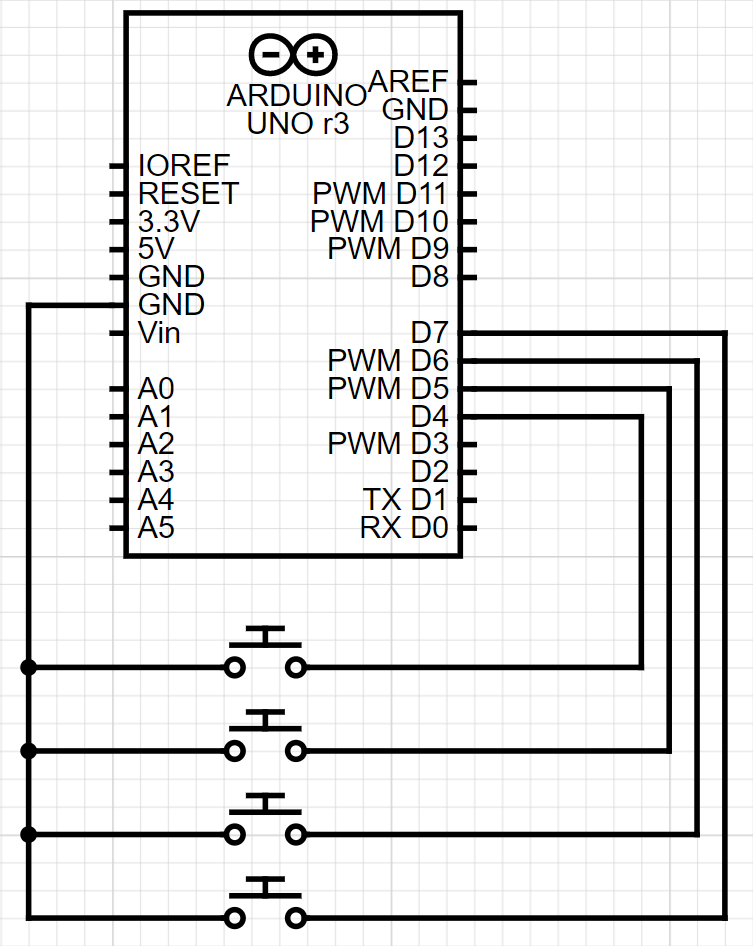 ARDUINO
UNO r3
IOREF
RESET
3.3V
5V
GND
GND
Vin
A0
A1
A2
A3
A4
A5
AREF
GND
D13
D12
PWM D11
PWM D10
PWM D9
D8
D7
PWM D6
PWM D5
D4
PWM D3
D2
TX D1
RX D0